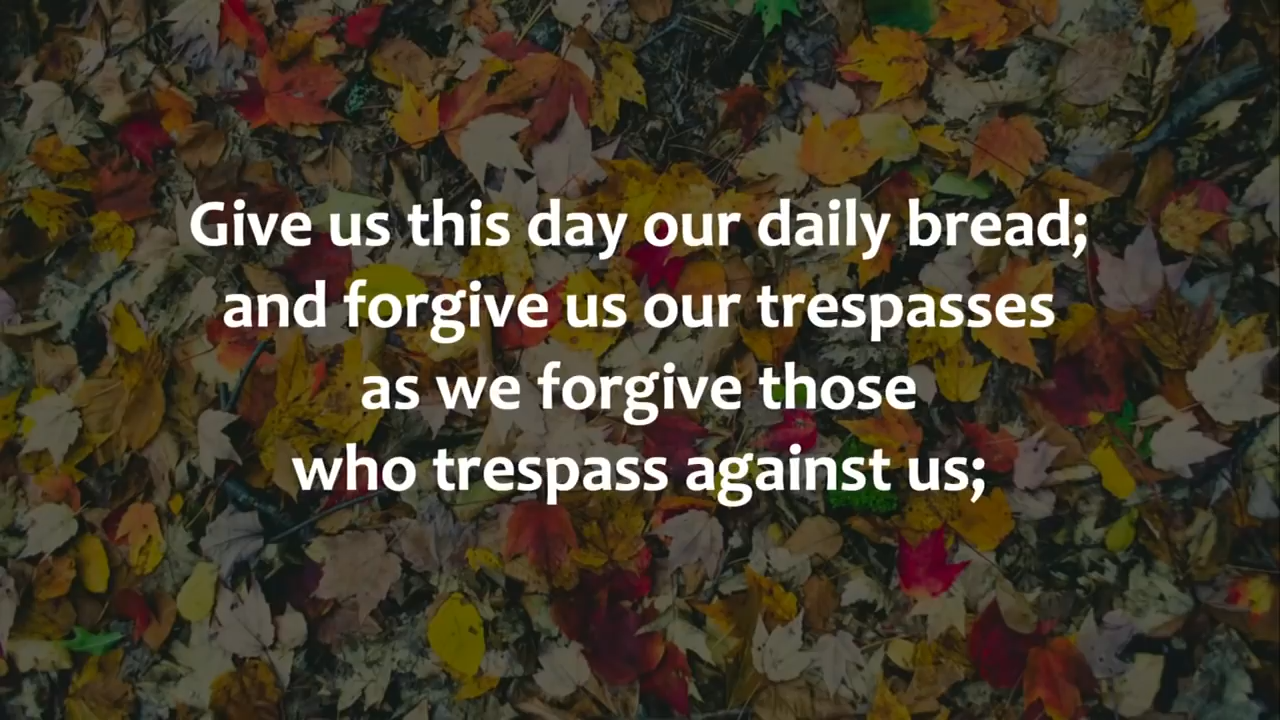 Give us this day our daily bread;
and forgive us our trespasses
as we forgive those
who trespass against us;